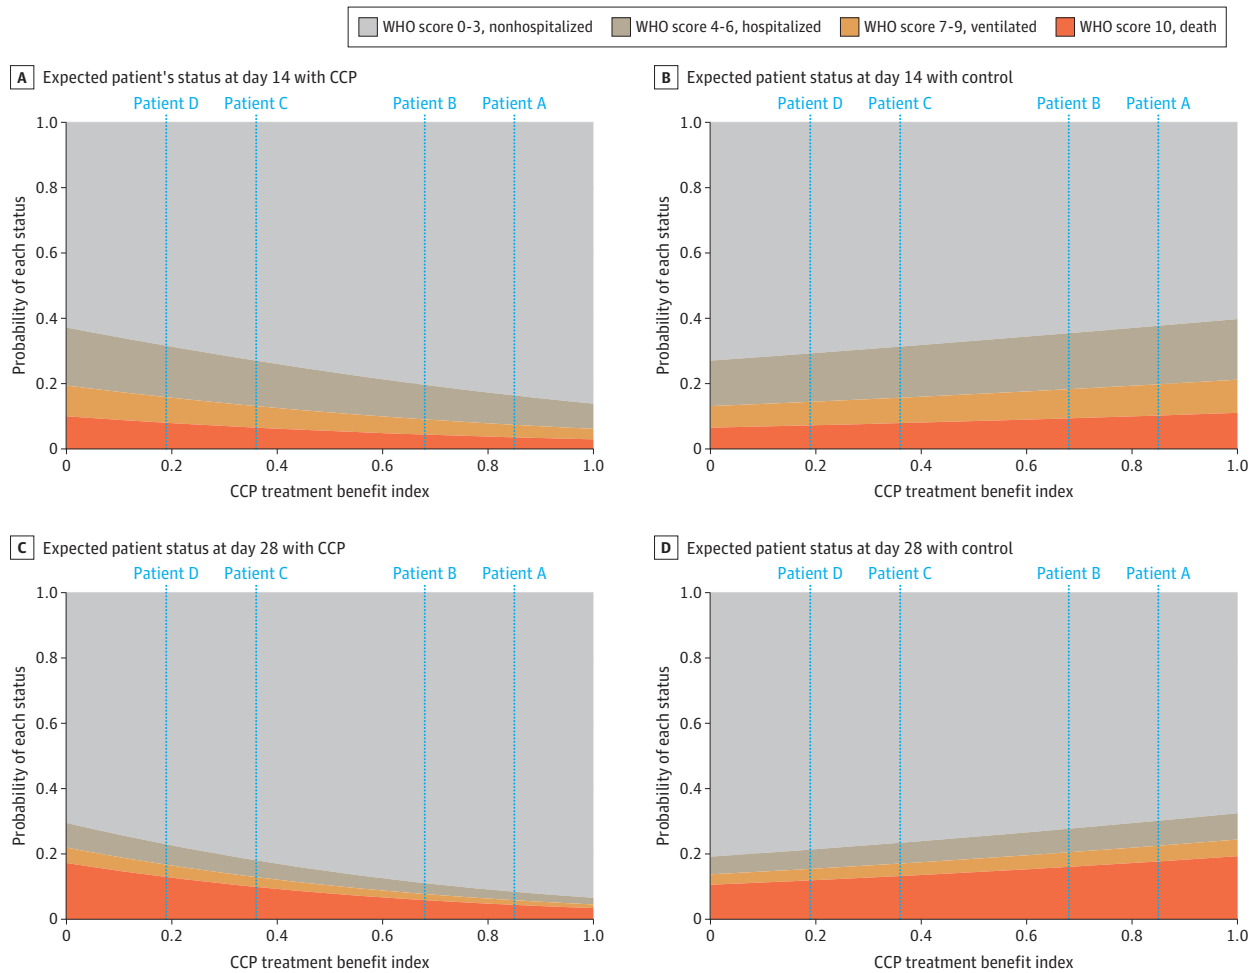 WHO score 0-3, nonhospitalized WHO score 4-6, hospitalized WHO score 7-9, ventilated WHO score 10, death
A Expected patient's status at day 14 with CCP
Patient D Patient C Patient B Patient A
1.0
0.8
0.6
0.4
0.2
0
Probability of each status
0 0.2 0.4 0.6 0.8 1.0
CCP treatment benefit index
B Expected patient status at day 14 with control
Patient D Patient C Patient B Patient A
1.0
0.8
0.6
0.4
0.2
0
Probability of each status
0 0.2 0.4 0.6 0.8 1.0
CCP treatment benefit index
C Expected patient status at day 28 with CCP
Patient D Patient C Patient B Patient A
1.0
0.8
0.6
0.4
0.2
0
Probability of each status
0 0.2 0.4 0.6 0.8 1.0
CCP treatment benefit index
D Expected patient status at day 28 with control
Patient D Patient C Patient B Patient A
1.0
0.8
0.6
0.4
0.2
0
Probability of each status
0 0.2 0.4 0.6 0.8 1.0
CCP treatment benefit index